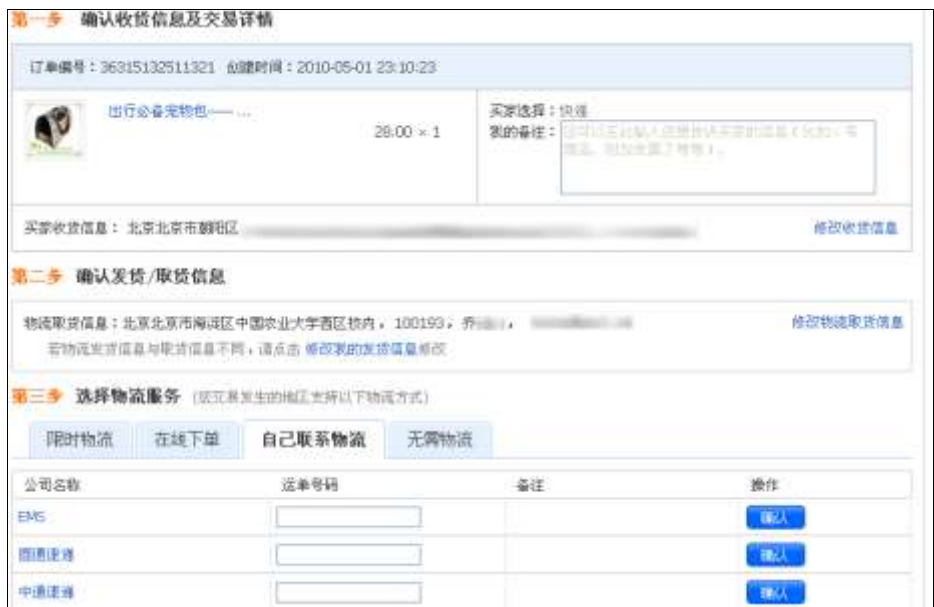 第一步 确认收货信息及交易详情
订单编号：36315132511321 创建时间：2010-05-01 23:10:23
出行必备宠物包—— ...
28.00 × 1
买家选择：快递
我的备注：
买家收货信息： 北京北京市朝阳区
修改收货信息
第二步 确认发货/取货信息
物流取货信息：北京北京市海淀区中国农业大学西区校内， 100193，
修改物流取货信息
若物流发货信息与取货信息不同，请点击 修改我的发货信息修改
第三步 选择物流服务 (您交易发生的地区支持以下物流方式)
限时物流 在线下单 自己联系物流 无需物流
公司名称 运单号码 备注 操作
EMS 确认
圆通速递 确认
中通速递 确认